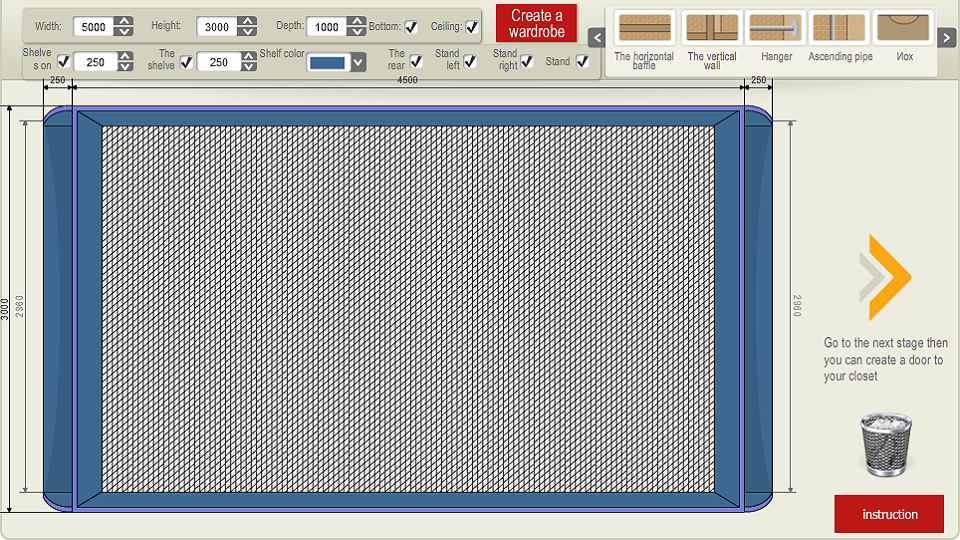 Width: 5000 Height: 3000 Depth: 1000 Bottom: Ceiling:
Create a
wardrobe
Shelve
s on 250
The
shelve 250
Shelf color
The
rear
Stand
left
Stand
right
Stand
The horizontal
baffle
The vertical
wall
Hanger
Ascending pipe
Иox
250 4500 250
3000
2960
2960
Go to the next stage then
you can create a door to
your closet
instruction